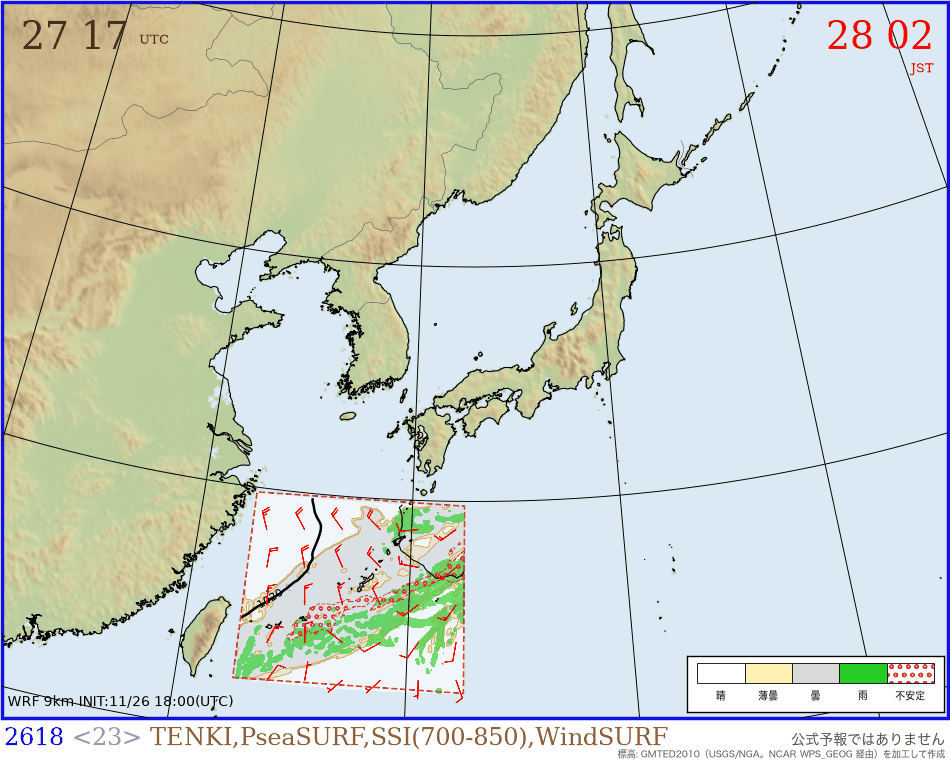 27 17 UTC
28 02
JST
1020
晴 薄曇 曇 雨 不安定
WRF 9km INIT:11/26 18:00(UTC)
2618 <23> TENKI,PseaSURF,SSI(700-850),WindSURF
公式予報ではありません
標高: GMTED2010（USGS/NGA。NCAR WPS_GEOG 経由）を加工して作成